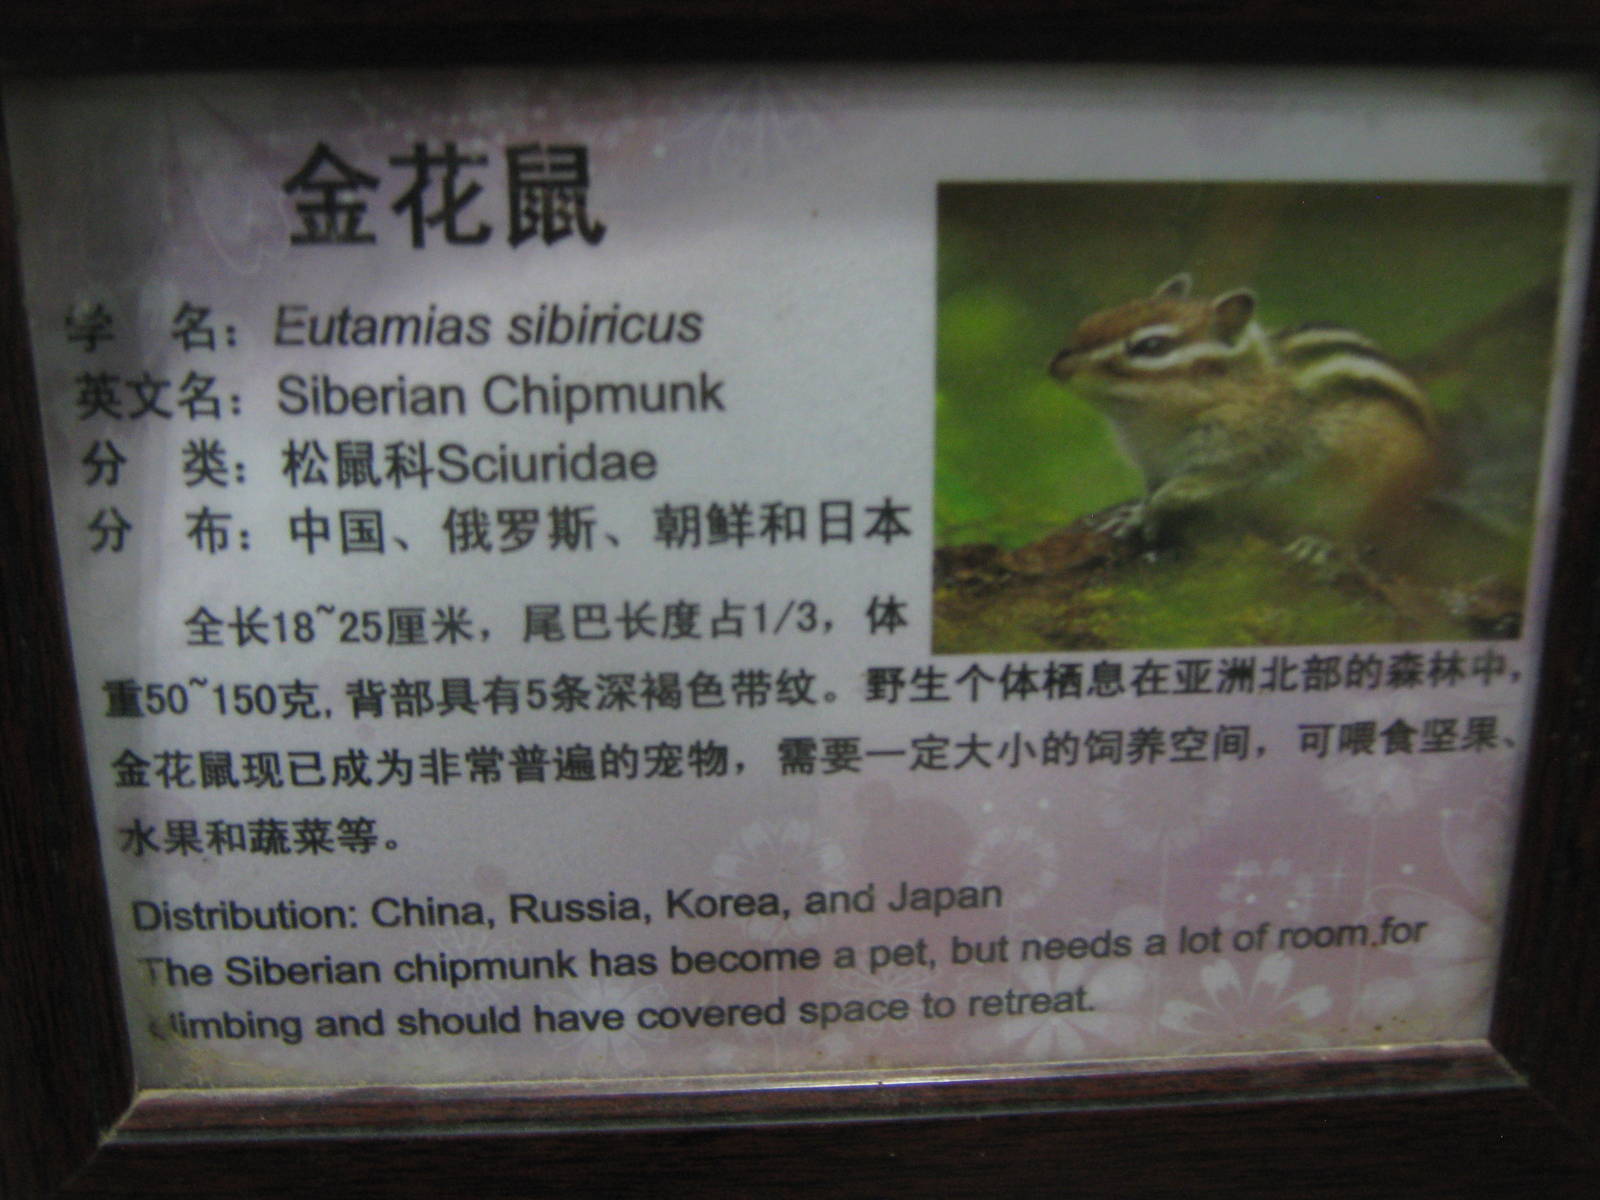 金花鼠
学 名：Eutamias sibiricus
英文名：Siberian Chipmunk
分 类：松鼠科Sciuridae
分 布：中国、俄罗斯、朝鲜和日本
全长18~25厘米，尾巴长度占1/3，体
重50~150克,背部具有5条深褐色带纹。野生个体栖息在亚洲北部的森林中，
金花鼠现已成为非常普遍的宠物，需要一定大小的饲养空间，可喂食坚果、
水果和蔬菜等。
Distribution: China, Russia, Korea, and Japan
The Siberian chipmunk has become a pet, but needs a lot of room for
climbing and should have covered space to retreat.